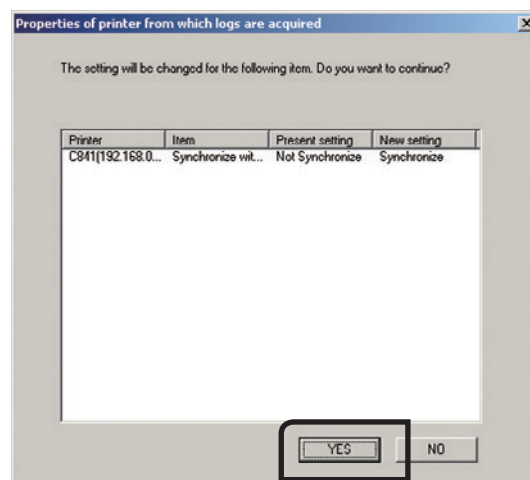 Properties of printer from which logs are acquired
The setting will be changed for the following item. Do you want to continue?
Printer Item Present setting New setting
C841(192.168.0... Synchronize wit... Not Synchronize Synchronize
YES NO